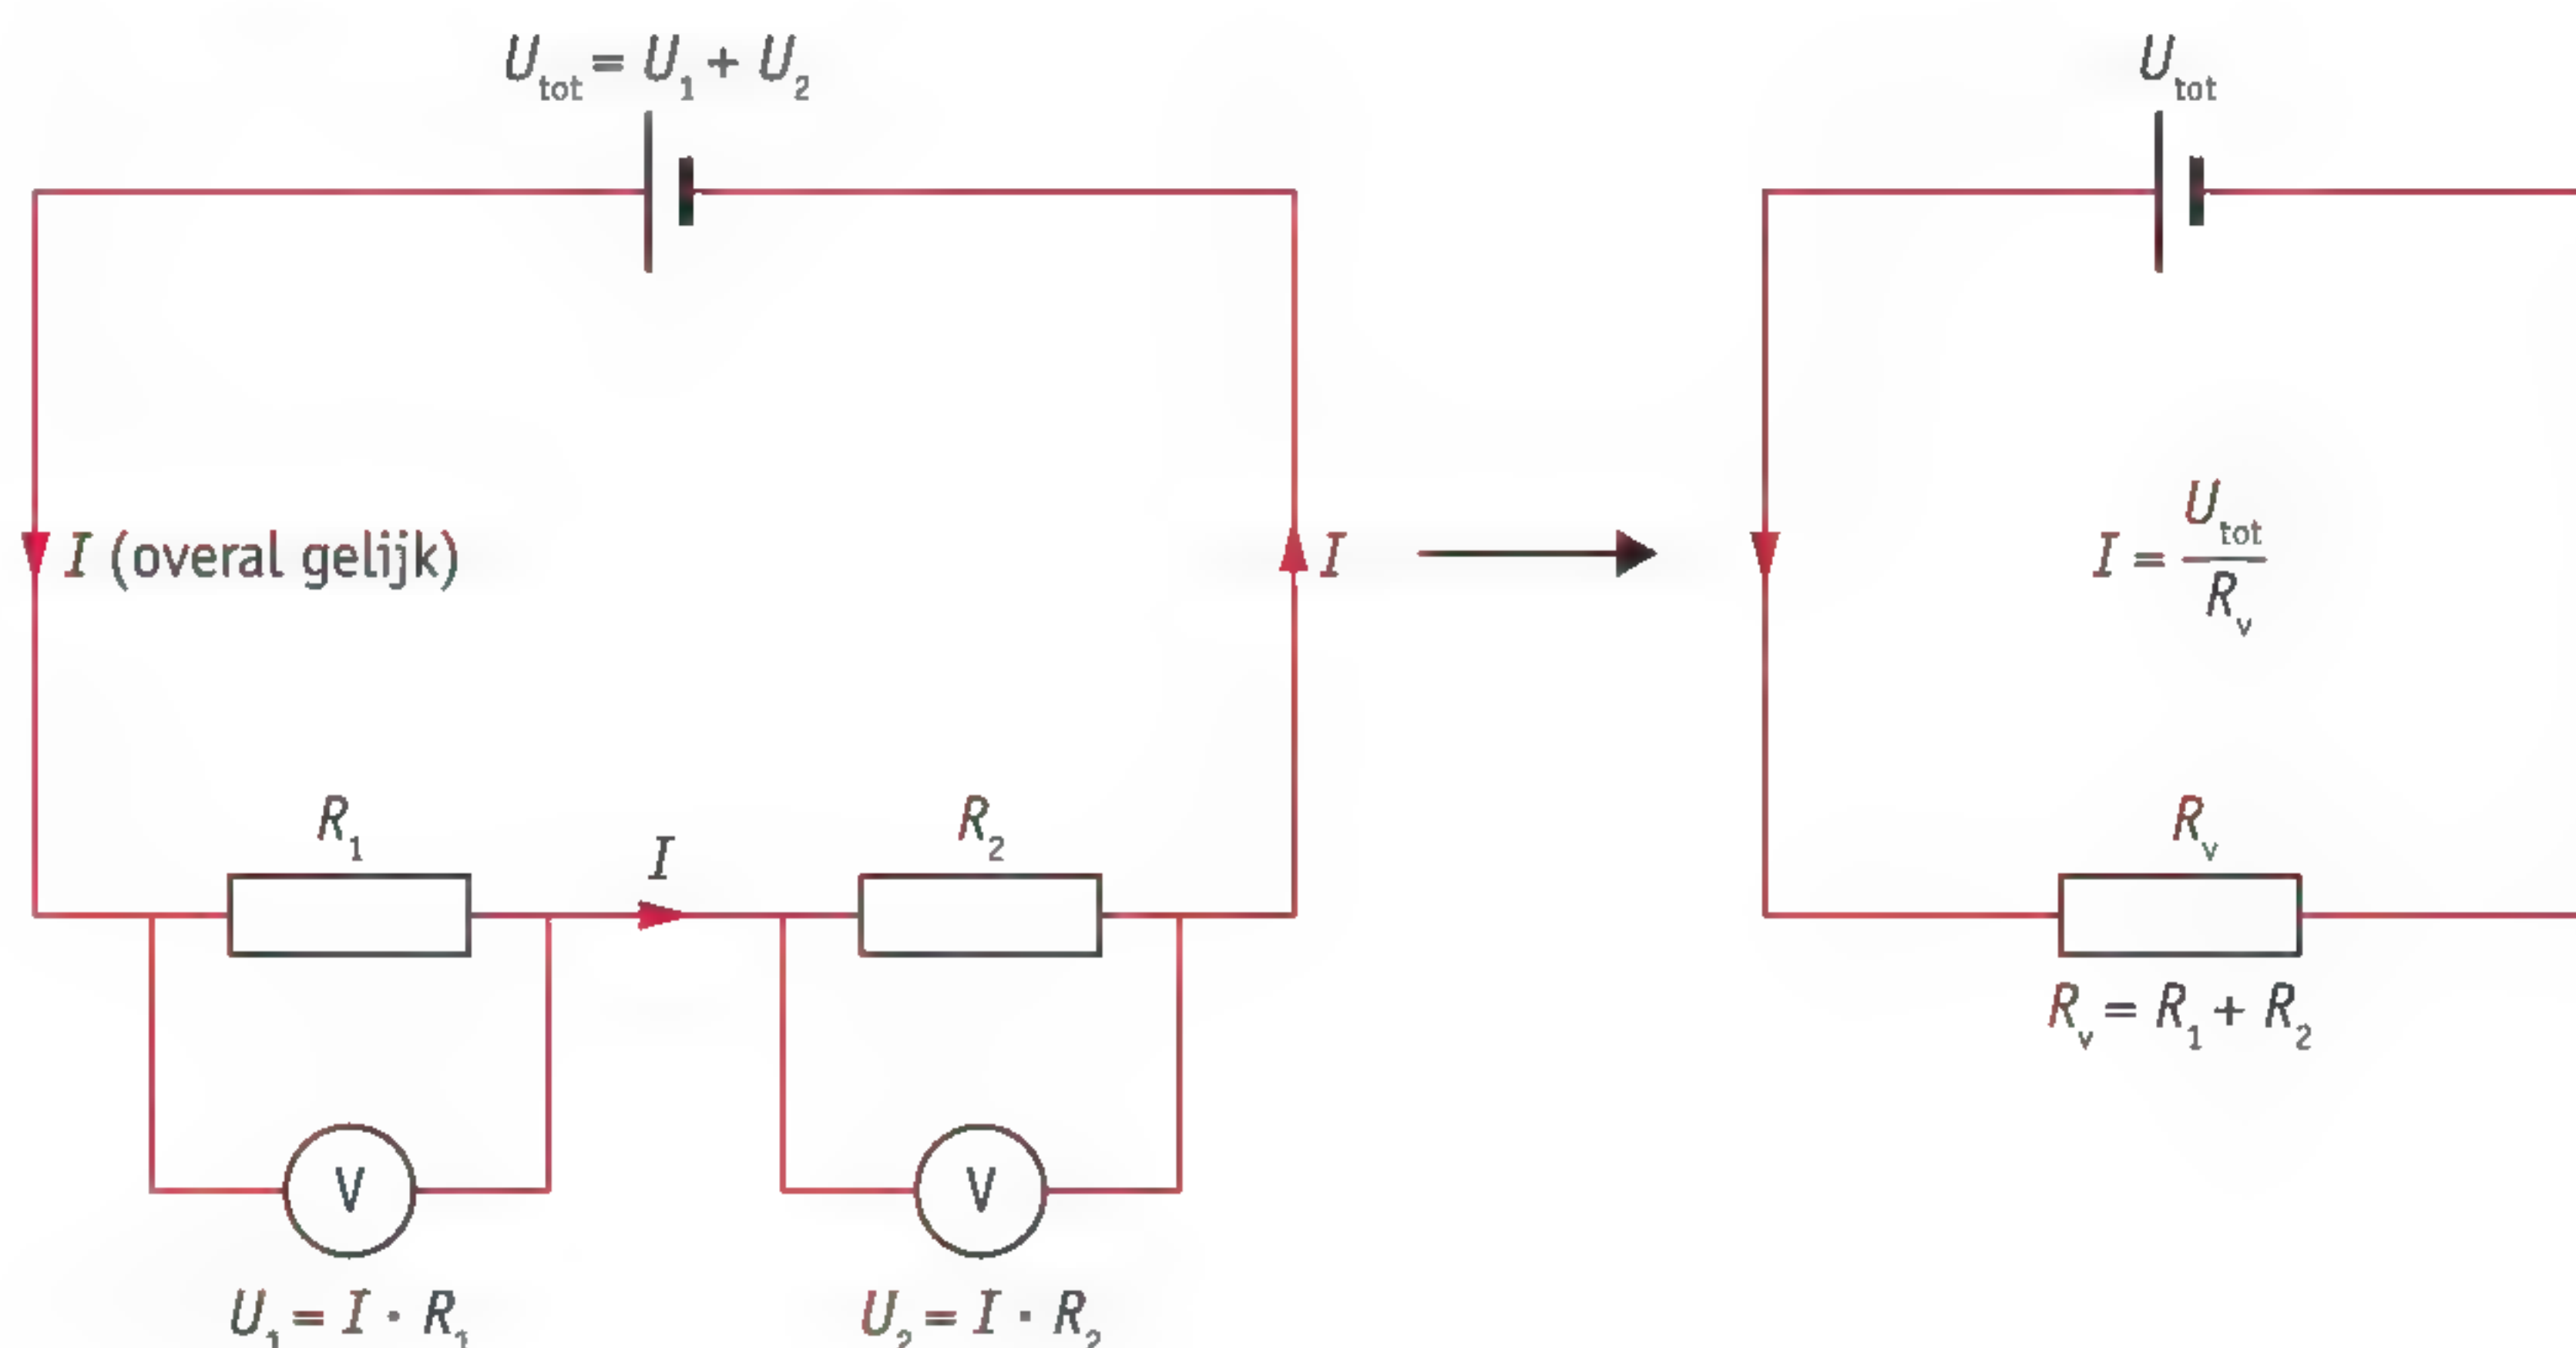 U_tot = U_1 + U_2
I (overal gelijk)
I
R_1
I
R_2
V
V
U_1 = I · R_1
U_2 = I · R_2
U_tot
I = U_tot / R_v
R_v
R_v = R_1 + R_2